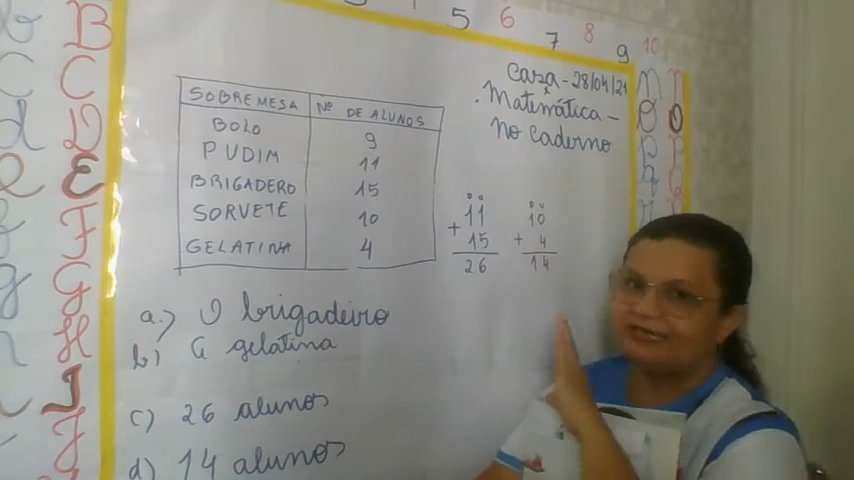 5 6 7 8 9 10
Casa - 28/04/21
. Matimática -
no caderno
SOBREMESA Nº DE ALUNOS
BOLO 9
PUDIM 11
BRIGADERO 15
SORVETE 10
GELATINA 4
11
+ 15
26
10
+ 4
14
a.) O brigadeiro
b) G gelatina
c) 26 alunos
d) 14 alunos